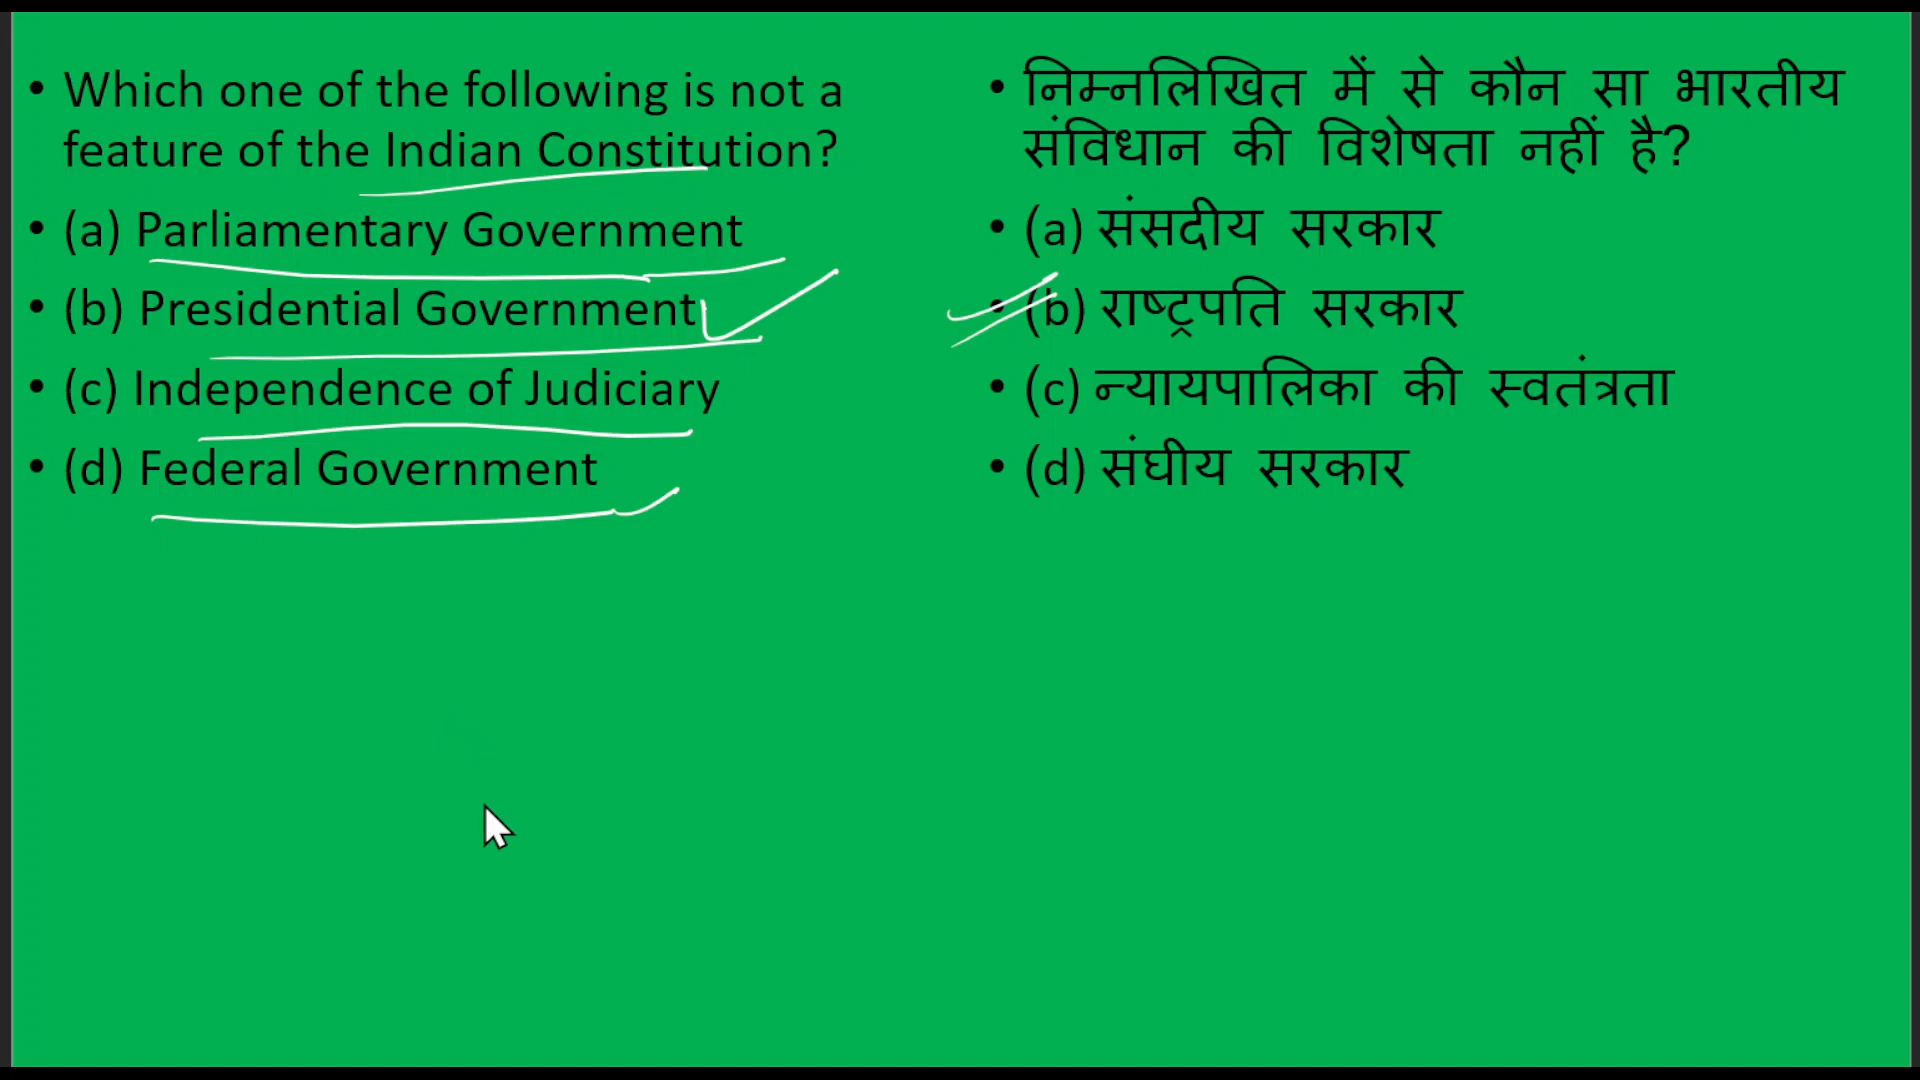 • Which one of the following is not a
feature of the Indian Constitution?
• (a) Parliamentary Government
• (b) Presidential Government
• (c) Independence of Judiciary
• (d) Federal Government
• निम्नलिखित में से कौन सा भारतीय
संविधान की विशेषता नहीं है?
• (a) संसदीय सरकार
• (b) राष्ट्रपति सरकार
• (c) न्यायपालिका की स्वतंत्रता
• (d) संघीय सरकार